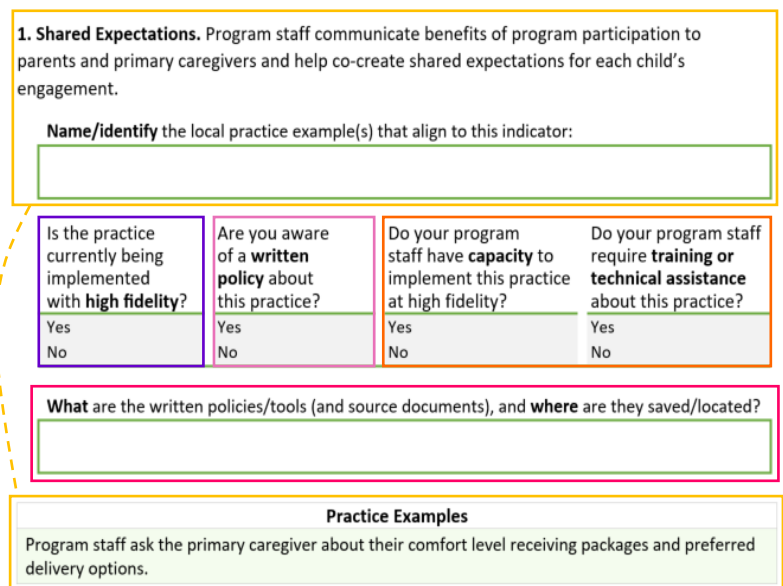 1. Shared Expectations. Program staff communicate benefits of program participation to
parents and primary caregivers and help co-create shared expectations for each child's
engagement.
Name/identify the local practice example(s) that align to this indicator:
Is the practice
currently being
implemented
with high fidelity?
Yes
No
Are you aware
of a written
policy about
this practice?
Yes
No
Do your program
staff have capacity to
implement this practice
at high fidelity?
Yes
No
Do your program staff
require training or
technical assistance
about this practice?
Yes
No
What are the written policies/tools (and source documents), and where are they saved/located?
Practice Examples
Program staff ask the primary caregiver about their comfort level receiving packages and preferred
delivery options.